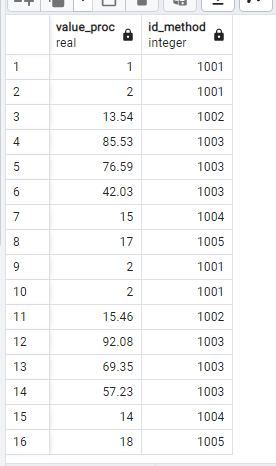 value_proc id_method
real integer
1 1 1001
2 2 1001
3 13.54 1002
4 85.53 1003
5 76.59 1003
6 42.03 1003
7 15 1004
8 17 1005
9 2 1001
10 2 1001
11 15.46 1002
12 92.08 1003
13 69.35 1003
14 57.23 1003
15 14 1004
16 18 1005